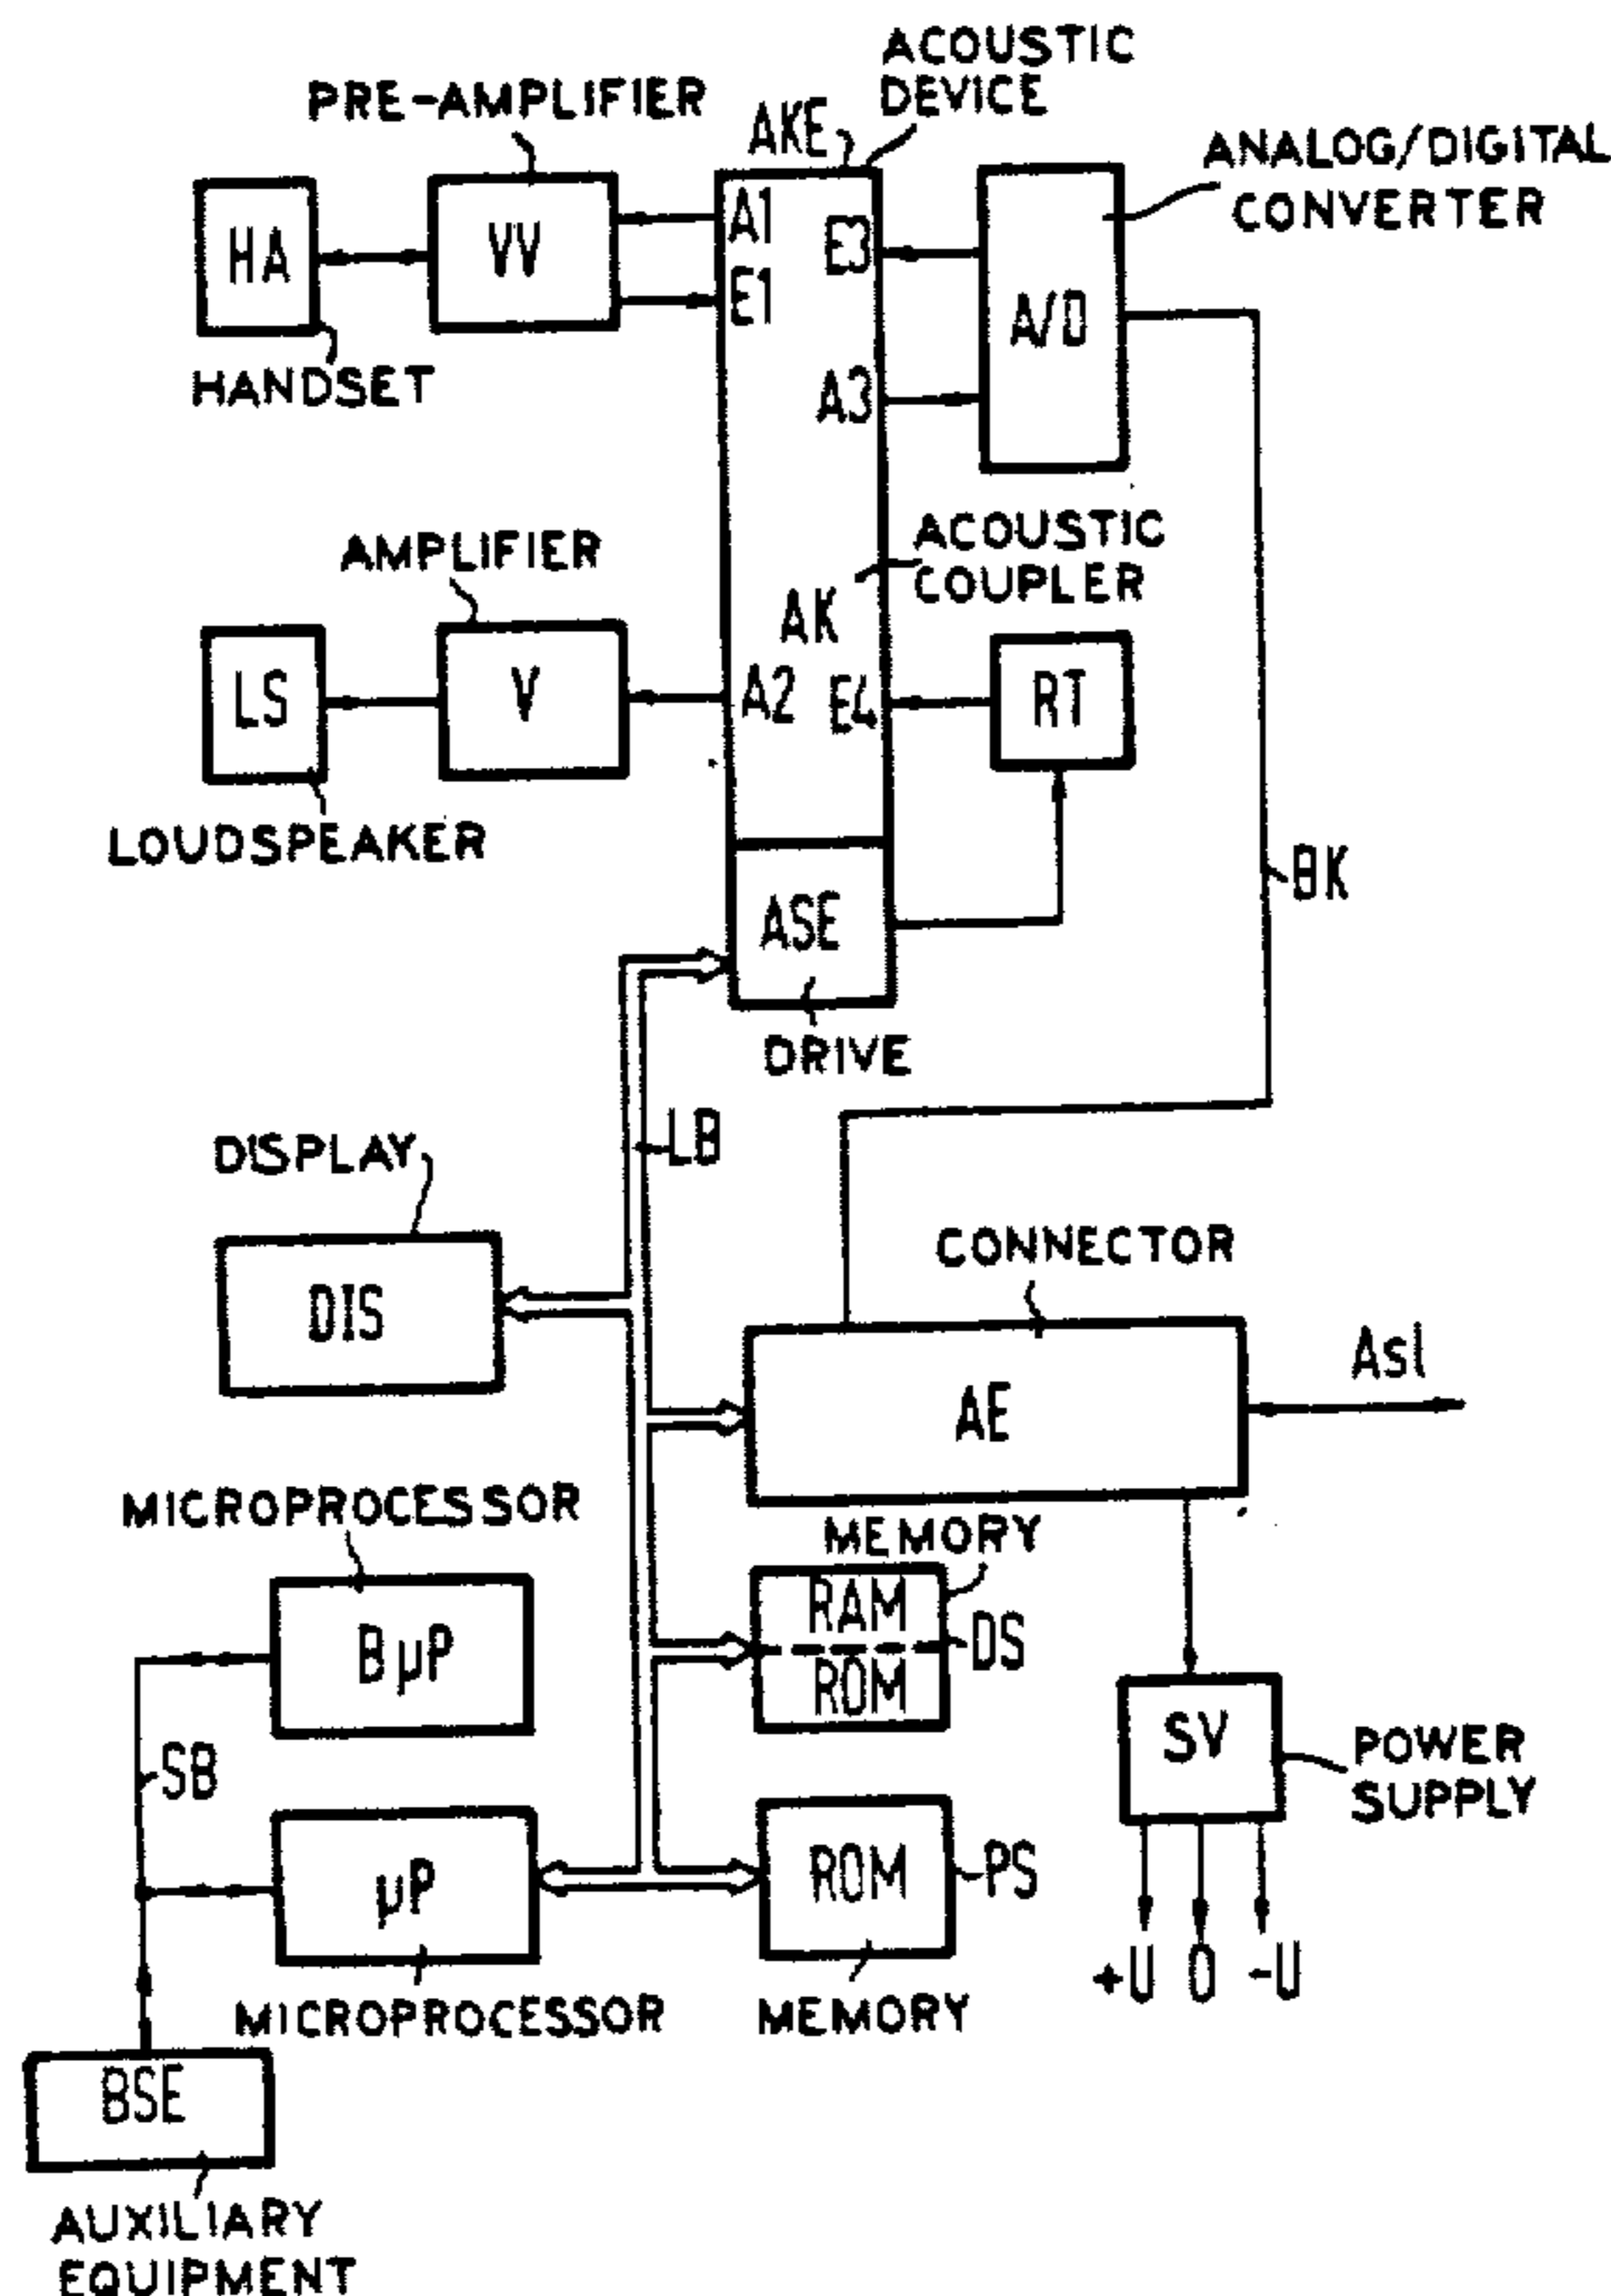 ACOUSTIC
DEVICE
PRE-AMPLIFIER
AKE
ANALOG/DIGITAL
CONVERTER
HA
VV
A1
E1
E3
A3
A/D
HANDSET
AMPLIFIER
ACOUSTIC
COUPLER
AK
LS
V
A2
E4
RT
LOUDSPEAKER
BK
ASE
DRIVE
LB
DISPLAY
CONNECTOR
DIS
AE
Asl
MICROPROCESSOR
MEMORY
BµP
RAM
ROM
DS
SB
SV
POWER
SUPPLY
µP
ROM
PS
+U 0 -U
MICROPROCESSOR
MEMORY
BSE
AUXILIARY
EQUIPMENT